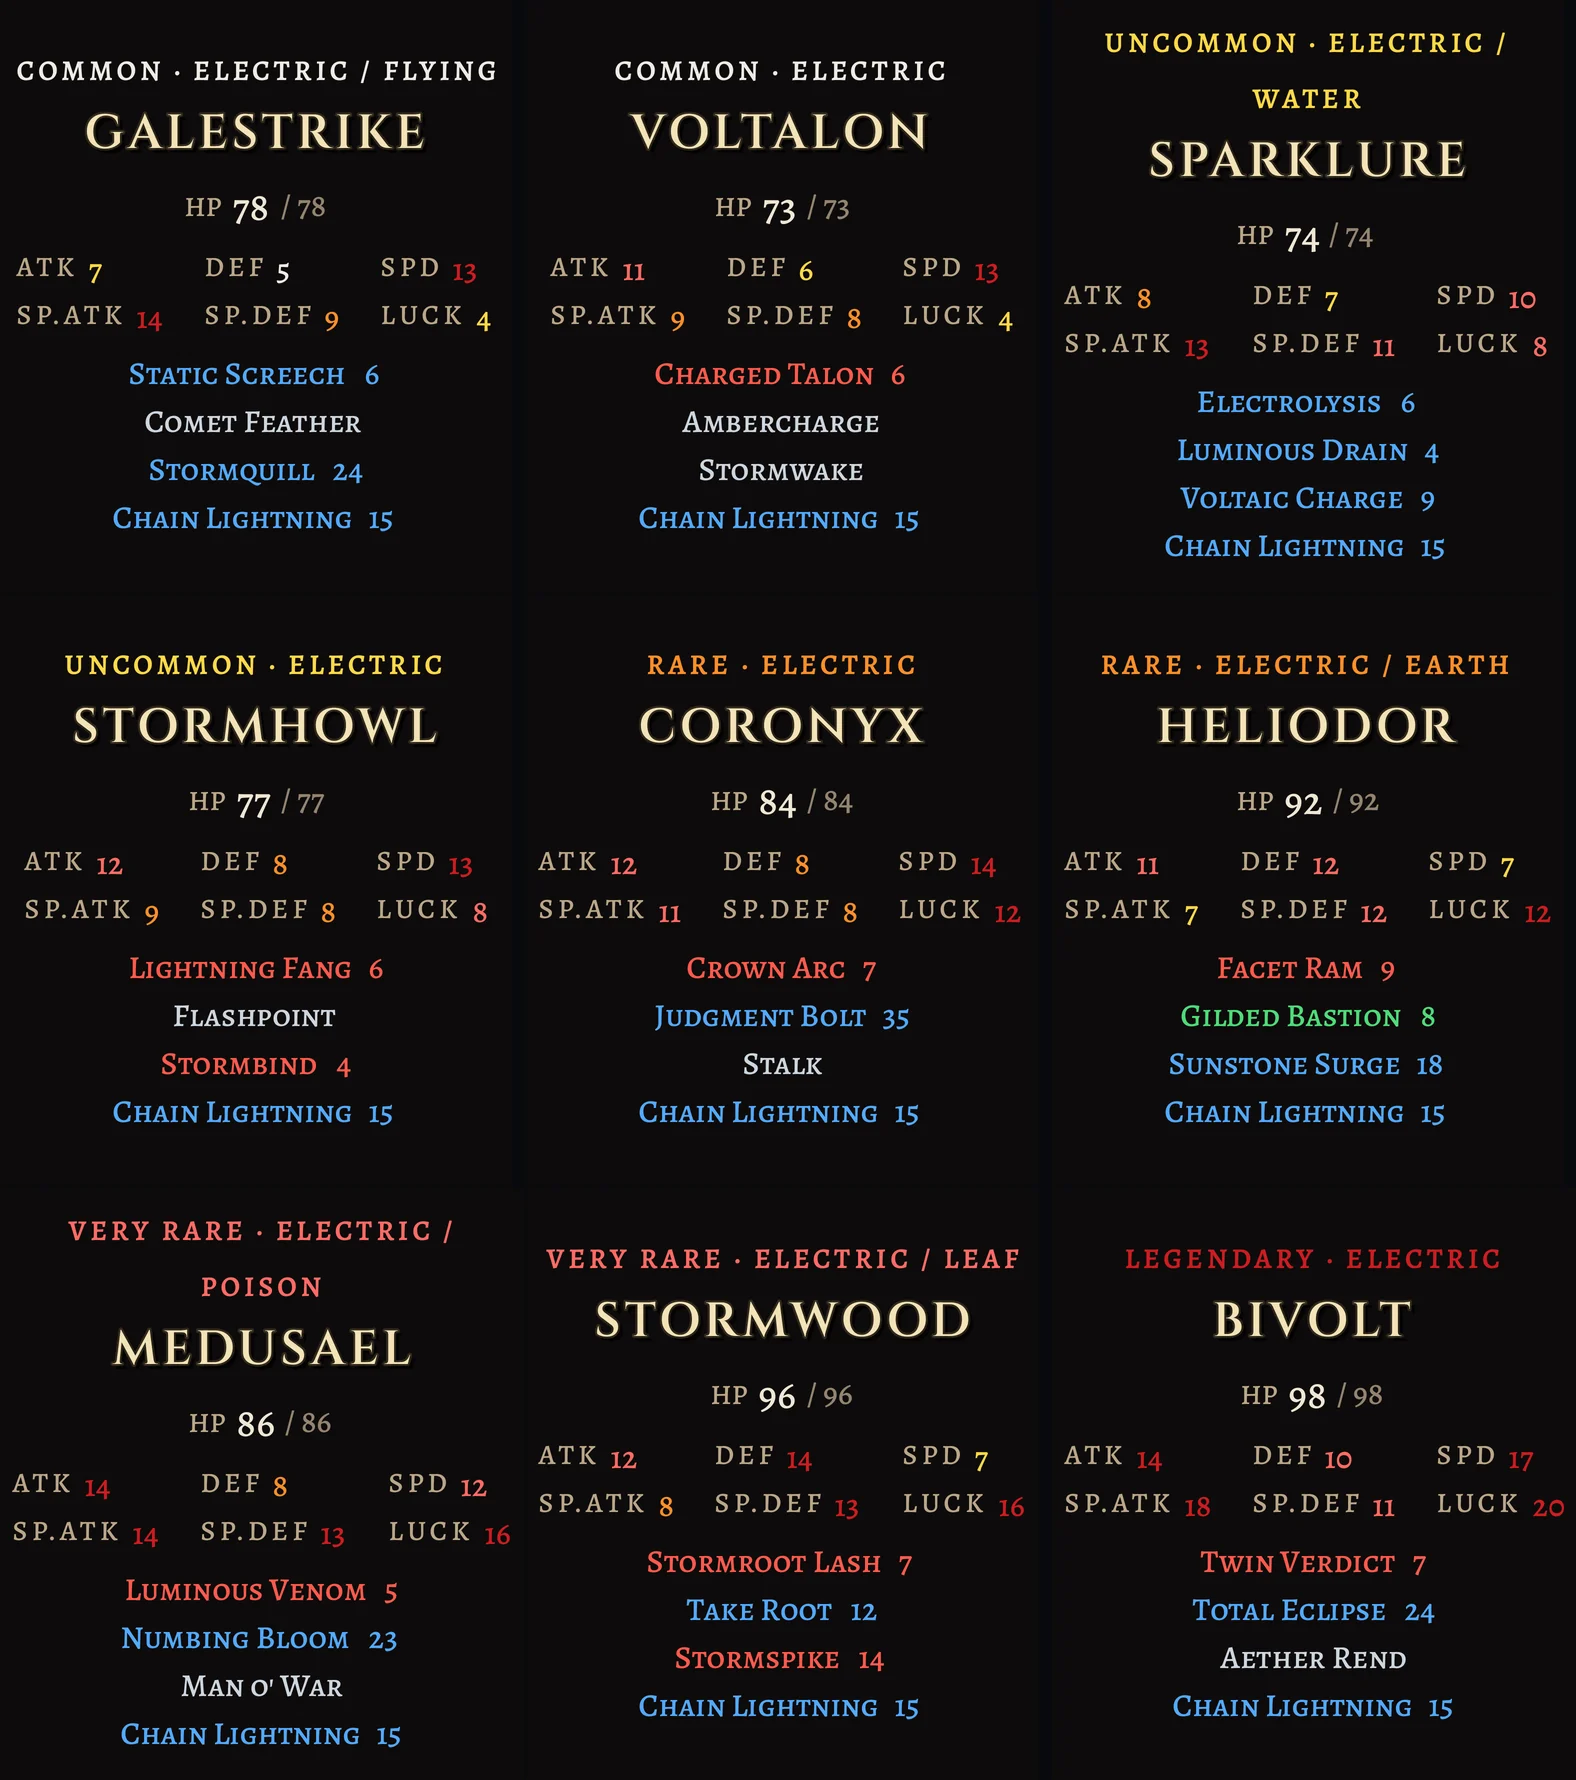 COMMON · ELECTRIC / FLYING
GALESTRIKE
HP 78 / 78
ATK 7 DEF 5 SPD 13
SP.ATK 14 SP.DEF 9 LUCK 4
STATIC SCREECH 6
COMET FEATHER
STORMQUILL 24
CHAIN LIGHTNING 15
COMMON · ELECTRIC
VOLTALON
HP 73 / 73
ATK 11 DEF 6 SPD 13
SP.ATK 9 SP.DEF 8 LUCK 4
CHARGED TALON 6
AMBERCHARGE
STORMWAKE
CHAIN LIGHTNING 15
UNCOMMON · ELECTRIC /
WATER
SPARKLURE
HP 74 / 74
ATK 8 DEF 7 SPD 10
SP.ATK 13 SP.DEF 11 LUCK 8
ELECTROLYSIS 6
LUMINOUS DRAIN 4
VOLTAIC CHARGE 9
CHAIN LIGHTNING 15
UNCOMMON · ELECTRIC
STORMHOWL
HP 77 / 77
ATK 12 DEF 8 SPD 13
SP.ATK 9 SP.DEF 8 LUCK 8
LIGHTNING FANG 6
FLASHPOINT
STORMBIND 4
CHAIN LIGHTNING 15
RARE · ELECTRIC
CORONYX
HP 84 / 84
ATK 12 DEF 8 SPD 14
SP.ATK 11 SP.DEF 8 LUCK 12
CROWN ARC 7
JUDGMENT BOLT 35
STALK
CHAIN LIGHTNING 15
RARE · ELECTRIC / EARTH
HELIODOR
HP 92 / 92
ATK 11 DEF 12 SPD 7
SP.ATK 7 SP.DEF 12 LUCK 12
FACET RAM 9
GILDED BASTION 8
SUNSTONE SURGE 18
CHAIN LIGHTNING 15
VERY RARE · ELECTRIC /
POISON
MEDUSAEL
HP 86 / 86
ATK 14 DEF 8 SPD 12
SP.ATK 14 SP.DEF 13 LUCK 16
LUMINOUS VENOM 5
NUMBING BLOOM 23
MAN O' WAR
CHAIN LIGHTNING 15
VERY RARE · ELECTRIC / LEAF
STORMWOOD
HP 96 / 96
ATK 12 DEF 14 SPD 7
SP.ATK 8 SP.DEF 13 LUCK 16
STORMROOT LASH 7
TAKE ROOT 12
STORMSPIKE 14
CHAIN LIGHTNING 15
LEGENDARY · ELECTRIC
BIVOLT
HP 98 / 98
ATK 14 DEF 10 SPD 17
SP.ATK 18 SP.DEF 11 LUCK 20
TWIN VERDICT 7
TOTAL ECLIPSE 24
AETHER REND
CHAIN LIGHTNING 15